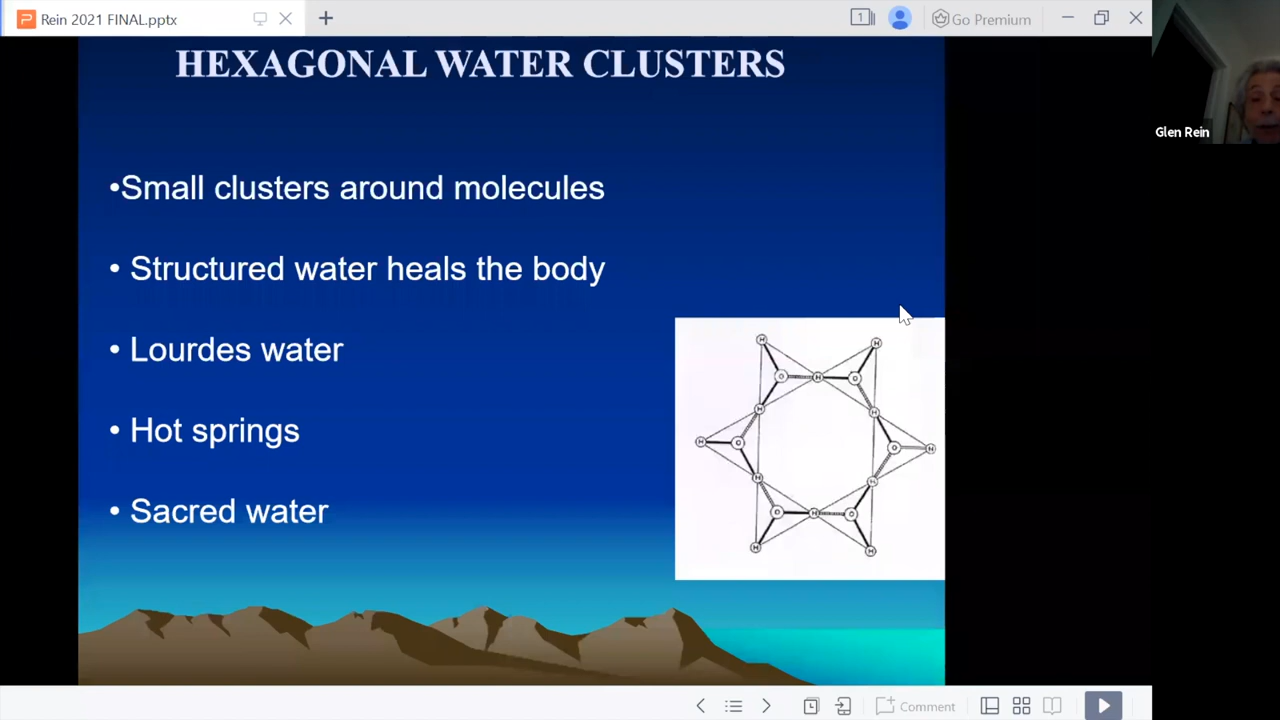 Rein 2021 FINAL.pptx
1
Go Premium
HEXAGONAL WATER CLUSTERS
Glen Rein
•Small clusters around molecules
• Structured water heals the body
• Lourdes water
• Hot springs
• Sacred water
H H
O H O
H H
H O O H
H H
O H O
H H
Comment